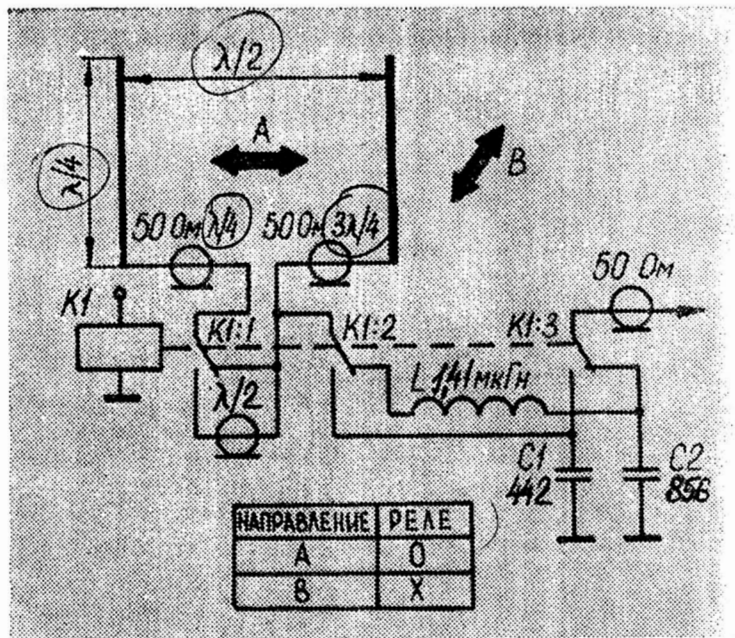 λ/2
A
B
λ/4
50 Ом λ/4
50 Ом 3λ/4
50 Ом
K1
K1:1
K1:2
K1:3
L 1,41 мкГн
λ/2
C1
442
C2
856
НАПРАВЛЕНИЕ РЕЛЕ
A O
B X